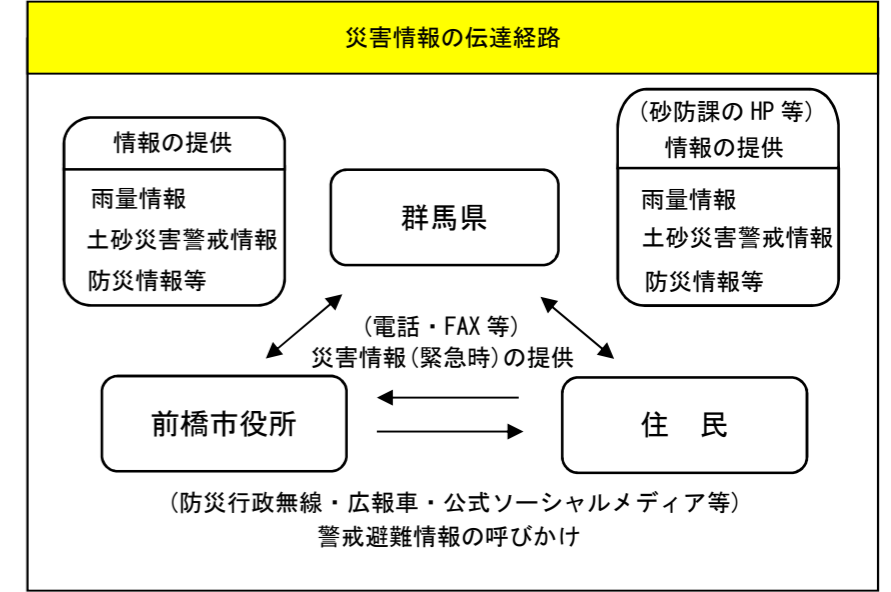 災害情報の伝達経路
情報の提供
雨量情報
土砂災害警戒情報
防災情報等
群馬県
(砂防課の HP 等)
情報の提供
雨量情報
土砂災害警戒情報
防災情報等
(電話・FAX 等)
災害情報(緊急時)の提供
前橋市役所
住　民
(防災行政無線・広報車・公式ソーシャルメディア等)
警戒避難情報の呼びかけ